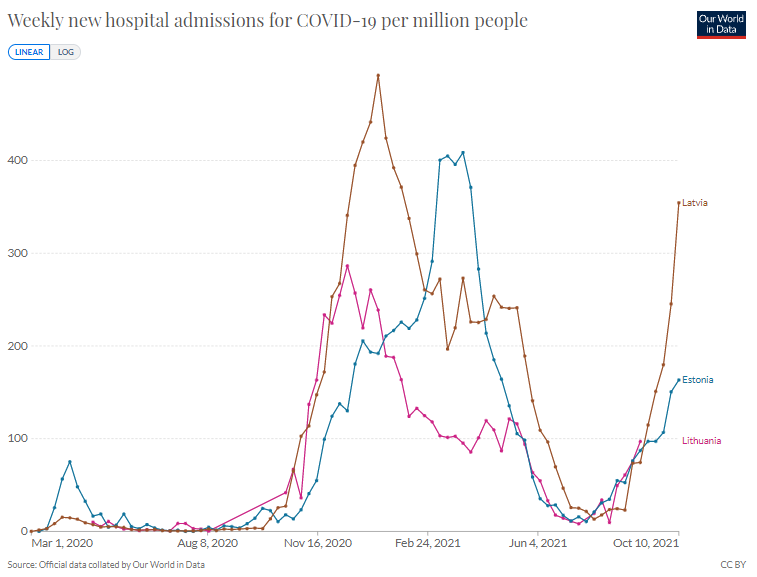 Weekly new hospital admissions for COVID-19 per million people
Our World
in Data
LINEAR LOG
400
300
200
100
0
Latvia
Estonia
Lithuania
Mar 1, 2020 Aug 8, 2020 Nov 16, 2020 Feb 24, 2021 Jun 4, 2021 Oct 10, 2021
Source: Official data collated by Our World in Data CC BY